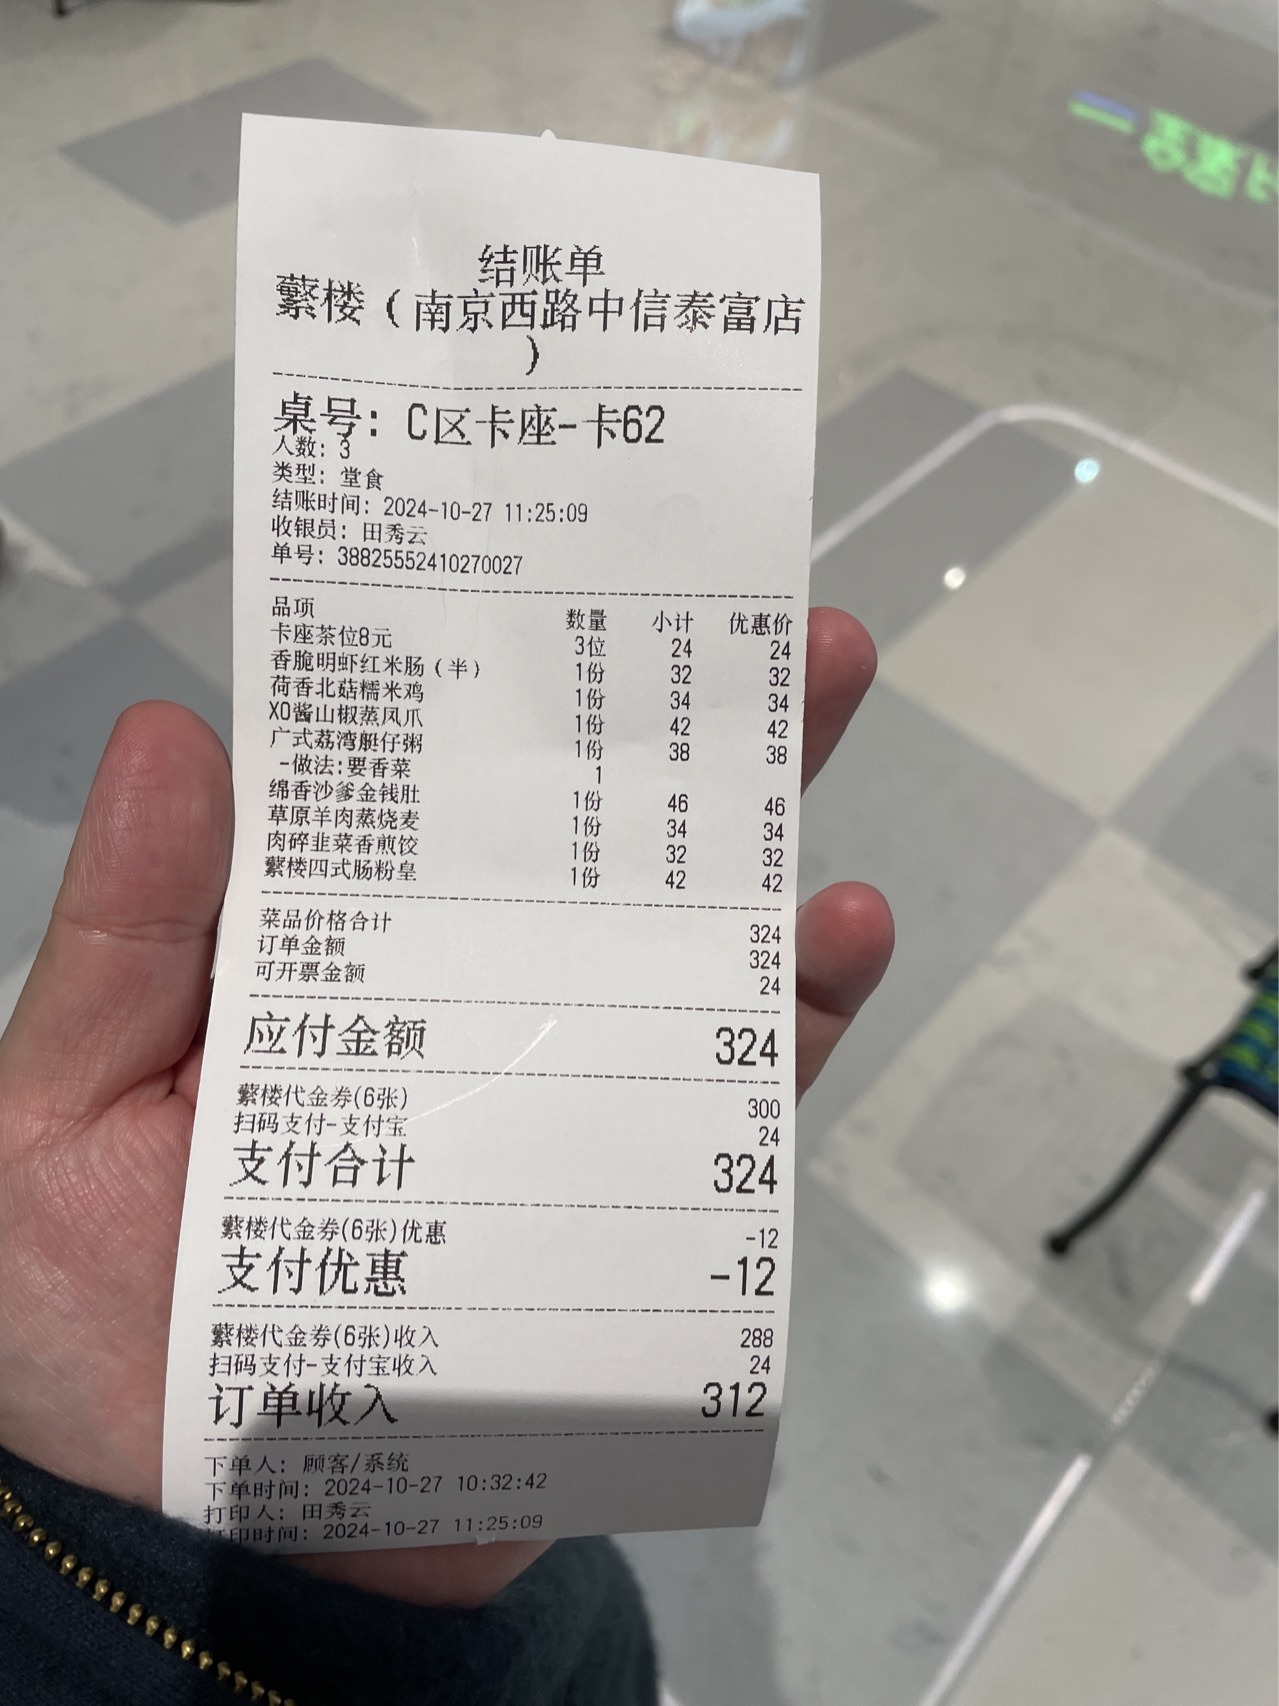 结账单
蘩楼（南京西路中信泰富店
）
桌号: C区卡座-卡62
人数: 3
类型: 堂食
结账时间: 2024-10-27 11:25:09
收银员: 田秀云
单号: 38825552410270027
品项 数量 小计 优惠价
卡座茶位8元 3位 24 24
香脆明虾红米肠（半） 1份 32 32
荷香北菇糯米鸡 1份 34 34
XO酱山椒蒸凤爪 1份 42 42
广式荔湾艇仔粥 1份 38 38
-做法:要香菜 1
绵香沙爹金钱肚 1份 46 46
草原羊肉蒸烧麦 1份 34 34
肉碎韭菜香煎饺 1份 32 32
蘩楼四式肠粉皇 1份 42 42
菜品价格合计 324
订单金额 324
可开票金额 24
应付金额 324
蘩楼代金券(6张) 300
扫码支付-支付宝 24
支付合计 324
蘩楼代金券(6张)优惠 -12
支付优惠 -12
蘩楼代金券(6张)收入 288
扫码支付-支付宝收入 24
订单收入 312
下单人: 顾客/系统
下单时间: 2024-10-27 10:32:42
打印人: 田秀云
打印时间: 2024-10-27 11:25:09